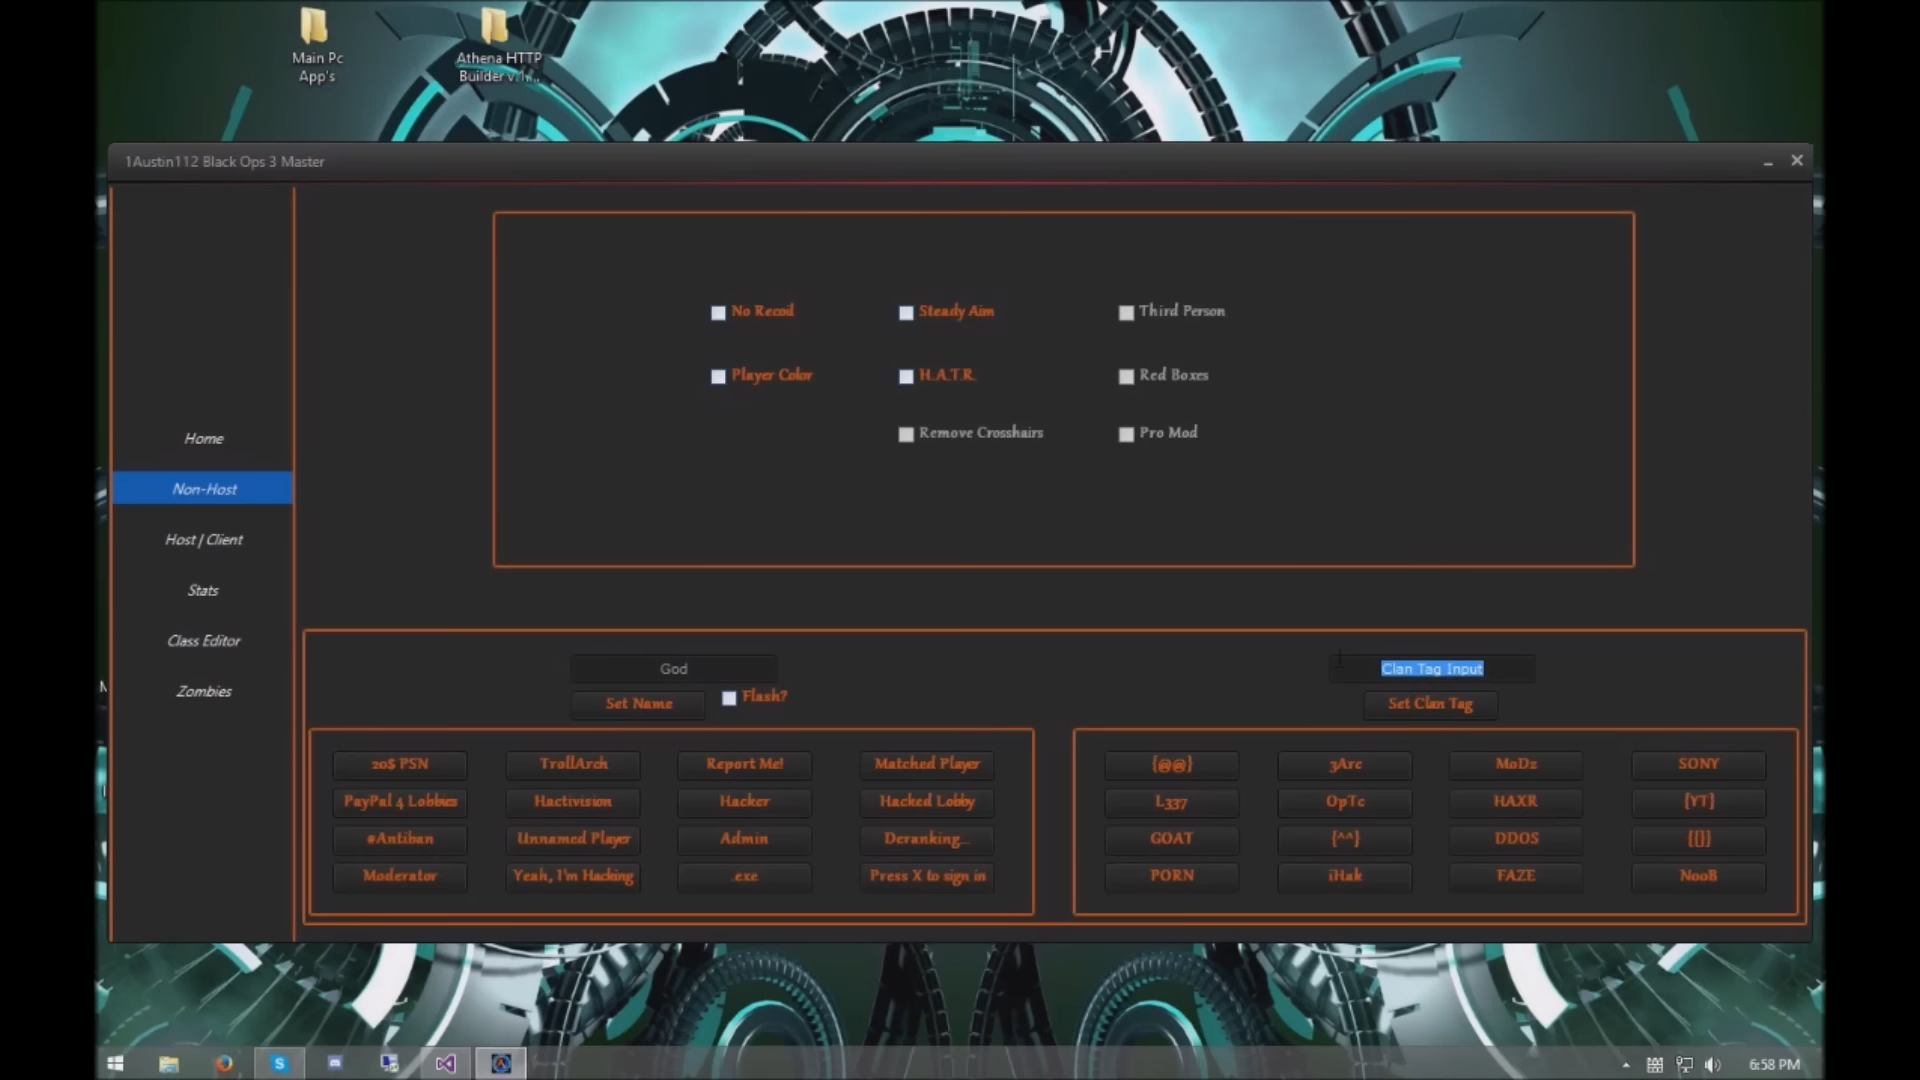 Main Pc
App's
Athena HTTP
Builder v.1....
1Austin112 Black Ops 3 Master
Home
Non-Host
Host / Client
Stats
Class Editor
Zombies
No Recoil
Steady Aim
Third Person
Player Color
H.A.T.R.
Red Boxes
Remove Crosshairs
Pro Mod
God
Set Name
Flash?
Clan Tag Input
Set Clan Tag
20$ PSN
TrollArch
Report Me!
Matched Player
PayPal 4 Lobbies
Hactivision
Hacker
Hacked Lobby
#Antiban
Unnamed Player
Admin
Deranking...
Moderator
Yeah, I'm Hacking
.exe
Press X to sign in
{@@}
3Arc
MoDz
SONY
L337
OpTc
HAXR
{YT}
GOAT
{^^}
DDOS
{[]}
PORN
iHak
FAZE
NooB
6:58 PM